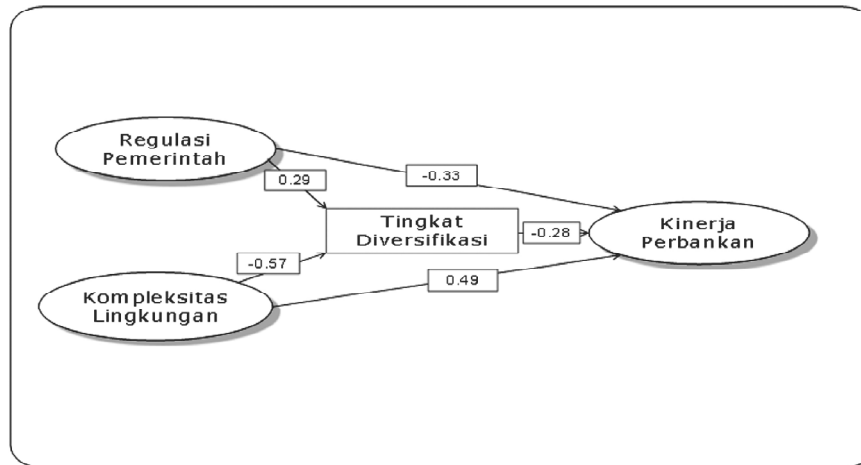 Regulasi
Pemerintah
-0.33
0.29
Tingkat
Diversifikasi
-0.28
Kinerja
Perbankan
-0.57
0.49
Kompleksitas
Lingkungan